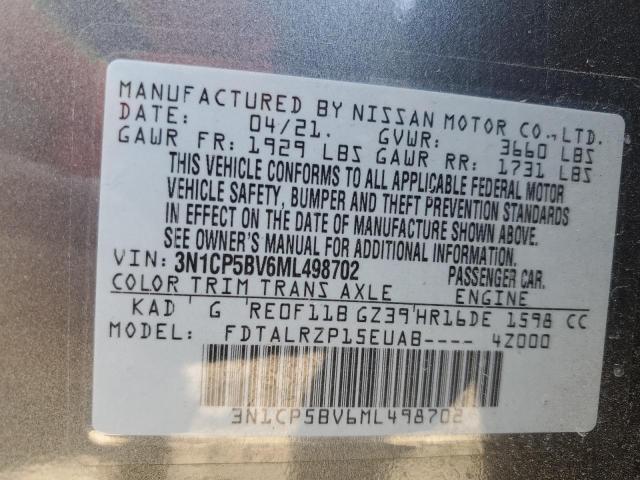 MANUFACTURED BY NISSAN MOTOR CO.,LTD.
DATE: 04/21. GVWR: 3660 LBS
GAWR FR: 1929 LBS GAWR RR: 1731 LBS
THIS VEHICLE CONFORMS TO ALL APPLICABLE FEDERAL MOTOR
VEHICLE SAFETY, BUMPER AND THEFT PREVENTION STANDARDS
IN EFFECT ON THE DATE OF MANUFACTURE SHOWN ABOVE.
SEE OWNER'S MANUAL FOR ADDITIONAL INFORMATION.
VIN: 3N1CP5BV6ML498702 PASSENGER CAR.
COLOR TRIM TRANS AXLE ENGINE
KAD G RE0F11B GZ39 HR16DE 1598 CC
MODEL: FDTALRZP15EUAB---- 4Z000
3N1CP5BV6ML498702